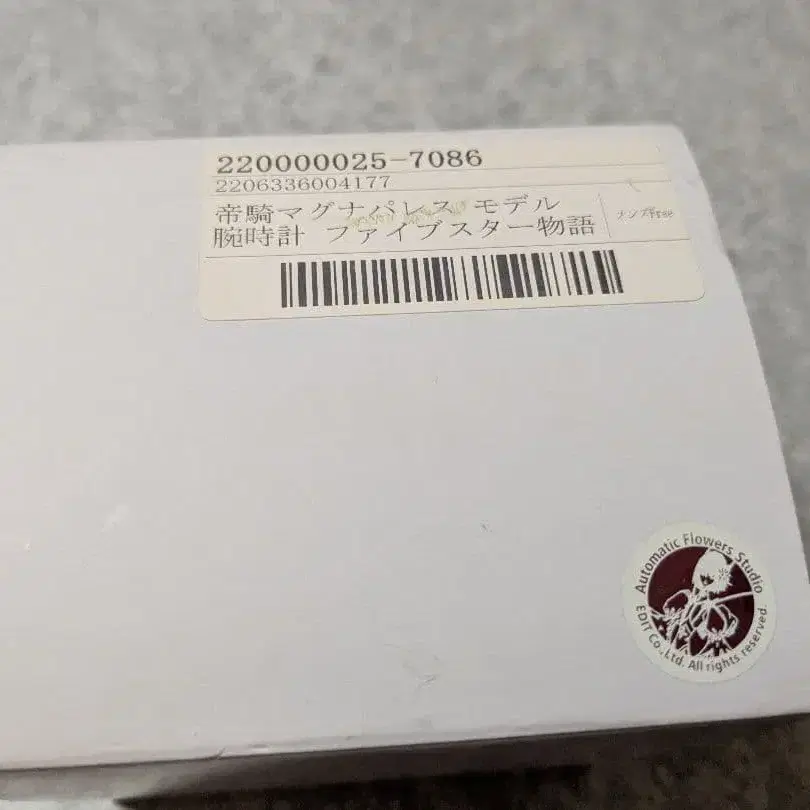 220000025-7086
2206336004177
帝騎マグナパレス モデル
腕時計 ファイブスター物語
Automatic Flowers Studio
EDIT Co.,Ltd. All rights reserved.